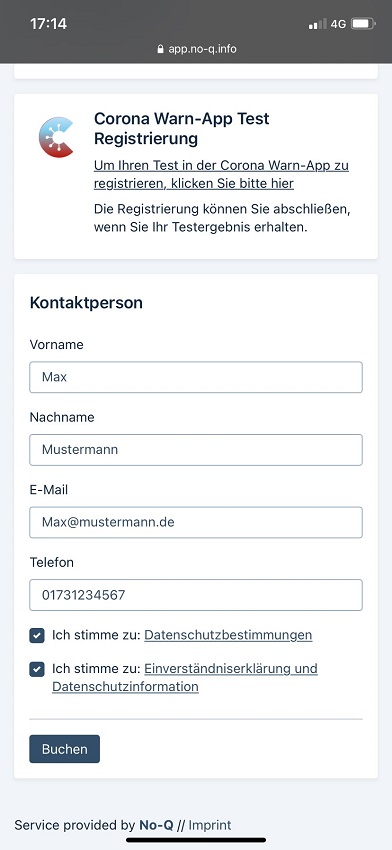 17:14
4G
app.no-q.info
Corona Warn-App Test
Registrierung
Um Ihren Test in der Corona Warn-App zu
registrieren, klicken Sie bitte hier
Die Registrierung können Sie abschließen,
wenn Sie Ihr Testergebnis erhalten.
Kontaktperson
Vorname
Max
Nachname
Mustermann
E-Mail
Max@mustermann.de
Telefon
01731234567
Ich stimme zu: Datenschutzbestimmungen
Ich stimme zu: Einverständniserklärung und
Datenschutzinformation
Buchen
Service provided by No-Q // Imprint